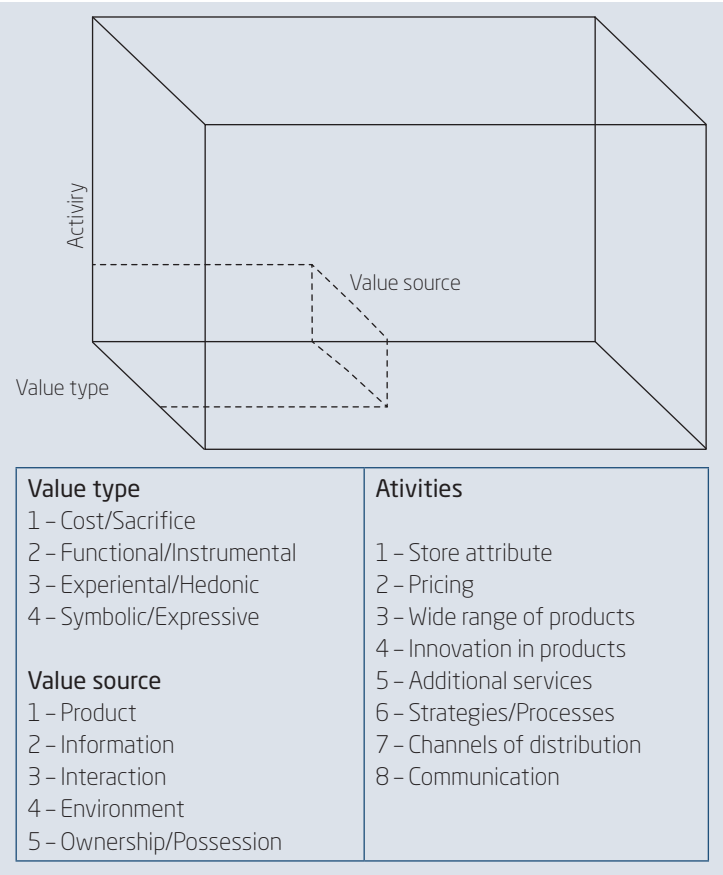 Activiry
Value source
Value type
Value type
1 – Cost/Sacrifice
2 – Functional/Instrumental
3 – Experiental/Hedonic
4 – Symbolic/Expressive
Value source
1 – Product
2 – Information
3 – Interaction
4 – Environment
5 – Ownership/Possession
Ativities
1 – Store attribute
2 – Pricing
3 – Wide range of products
4 – Innovation in products
5 – Additional services
6 – Strategies/Processes
7 – Channels of distribution
8 – Communication